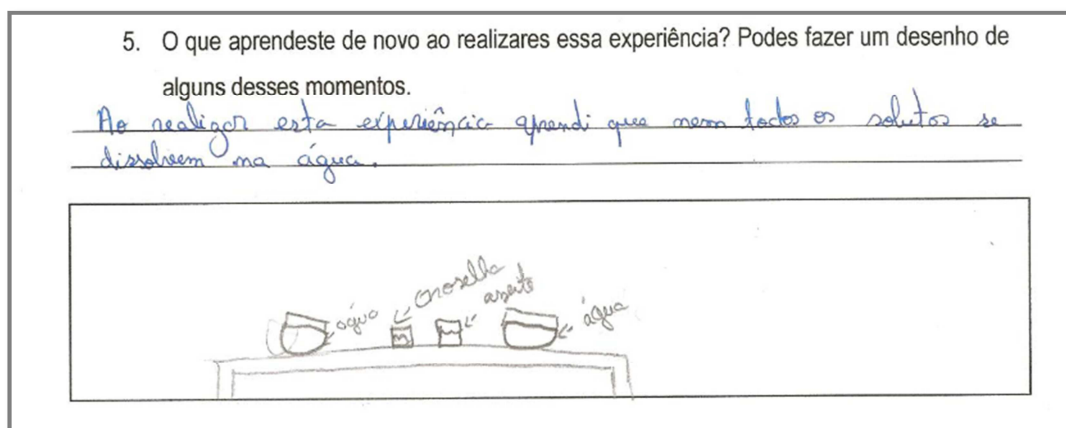 5. O que aprendeste de novo ao realizares essa experiência? Podes fazer um desenho de
alguns desses momentos.
Ao realizar esta experiência aprendi que nem todos os solutos se
dissolvem na água.
água
groselha
azeite
água